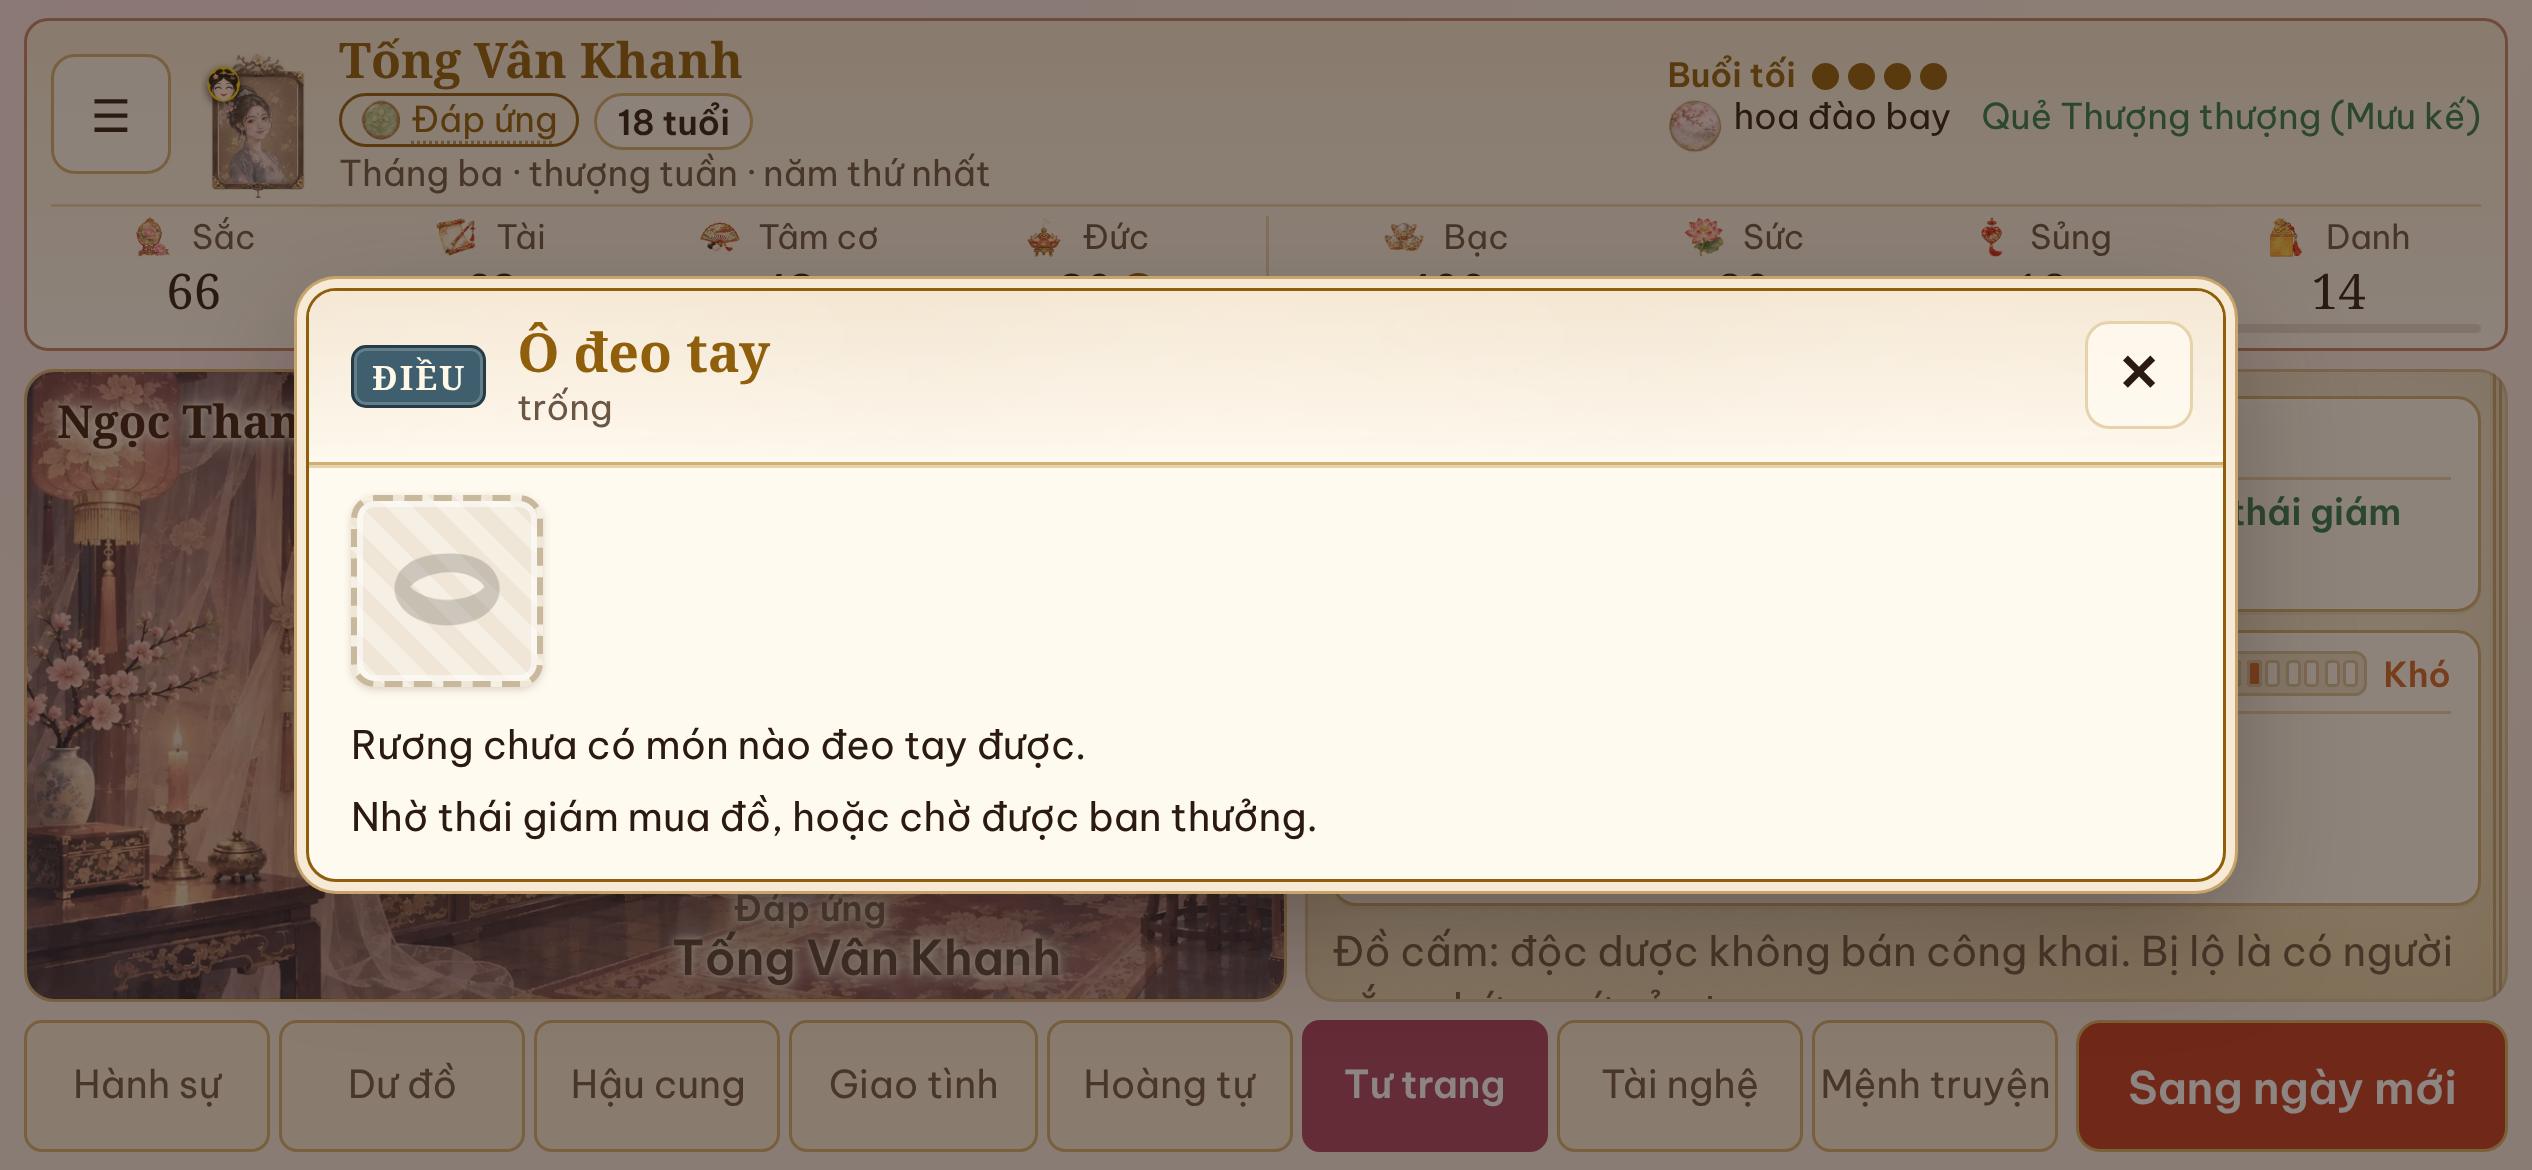 Tống Vân Khanh
Đáp ứng
18 tuổi
Tháng ba · thượng tuần · năm thứ nhất
Buổi tối
hoa đào bay
Quẻ Thượng thượng (Mưu kế)
Sắc
Tài
Tâm cơ
Đức
Bạc
Sức
Sủng
Danh
66
14
ĐIỀU
Ô đeo tay
trống
Rương chưa có món nào đeo tay được.
Nhờ thái giám mua đồ, hoặc chờ được ban thưởng.
Ngọc
thái giám
Khó
Đáp ứng
Tống Vân Khanh
Đồ cấm: độc dược không bán công khai. Bị lộ là có người
Hành sự
Dư đồ
Hậu cung
Giao tình
Hoàng tự
Tư trang
Tài nghệ
Mệnh truyện
Sang ngày mới